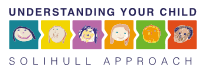 UNDERSTANDING YOUR CHILD
SOLIHULL APPROACH